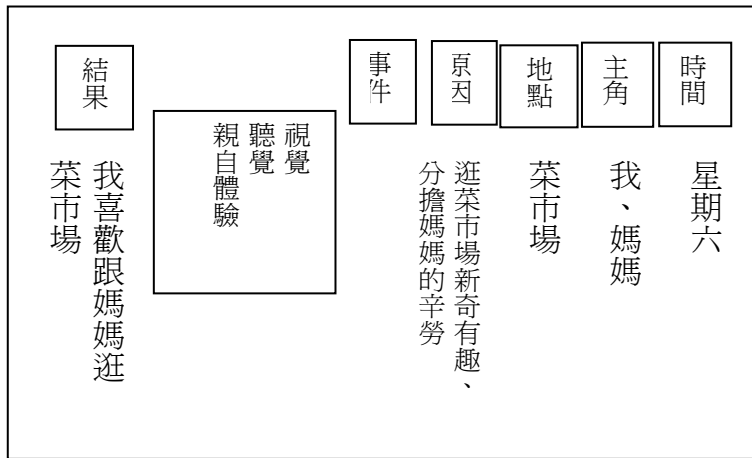 時間
星期六
主角
我、媽媽
地點
菜市場
原因
逛菜市場新奇有趣、
分擔媽媽的辛勞
事件
視覺
聽覺
親自體驗
結果
我喜歡跟媽媽逛
菜市場